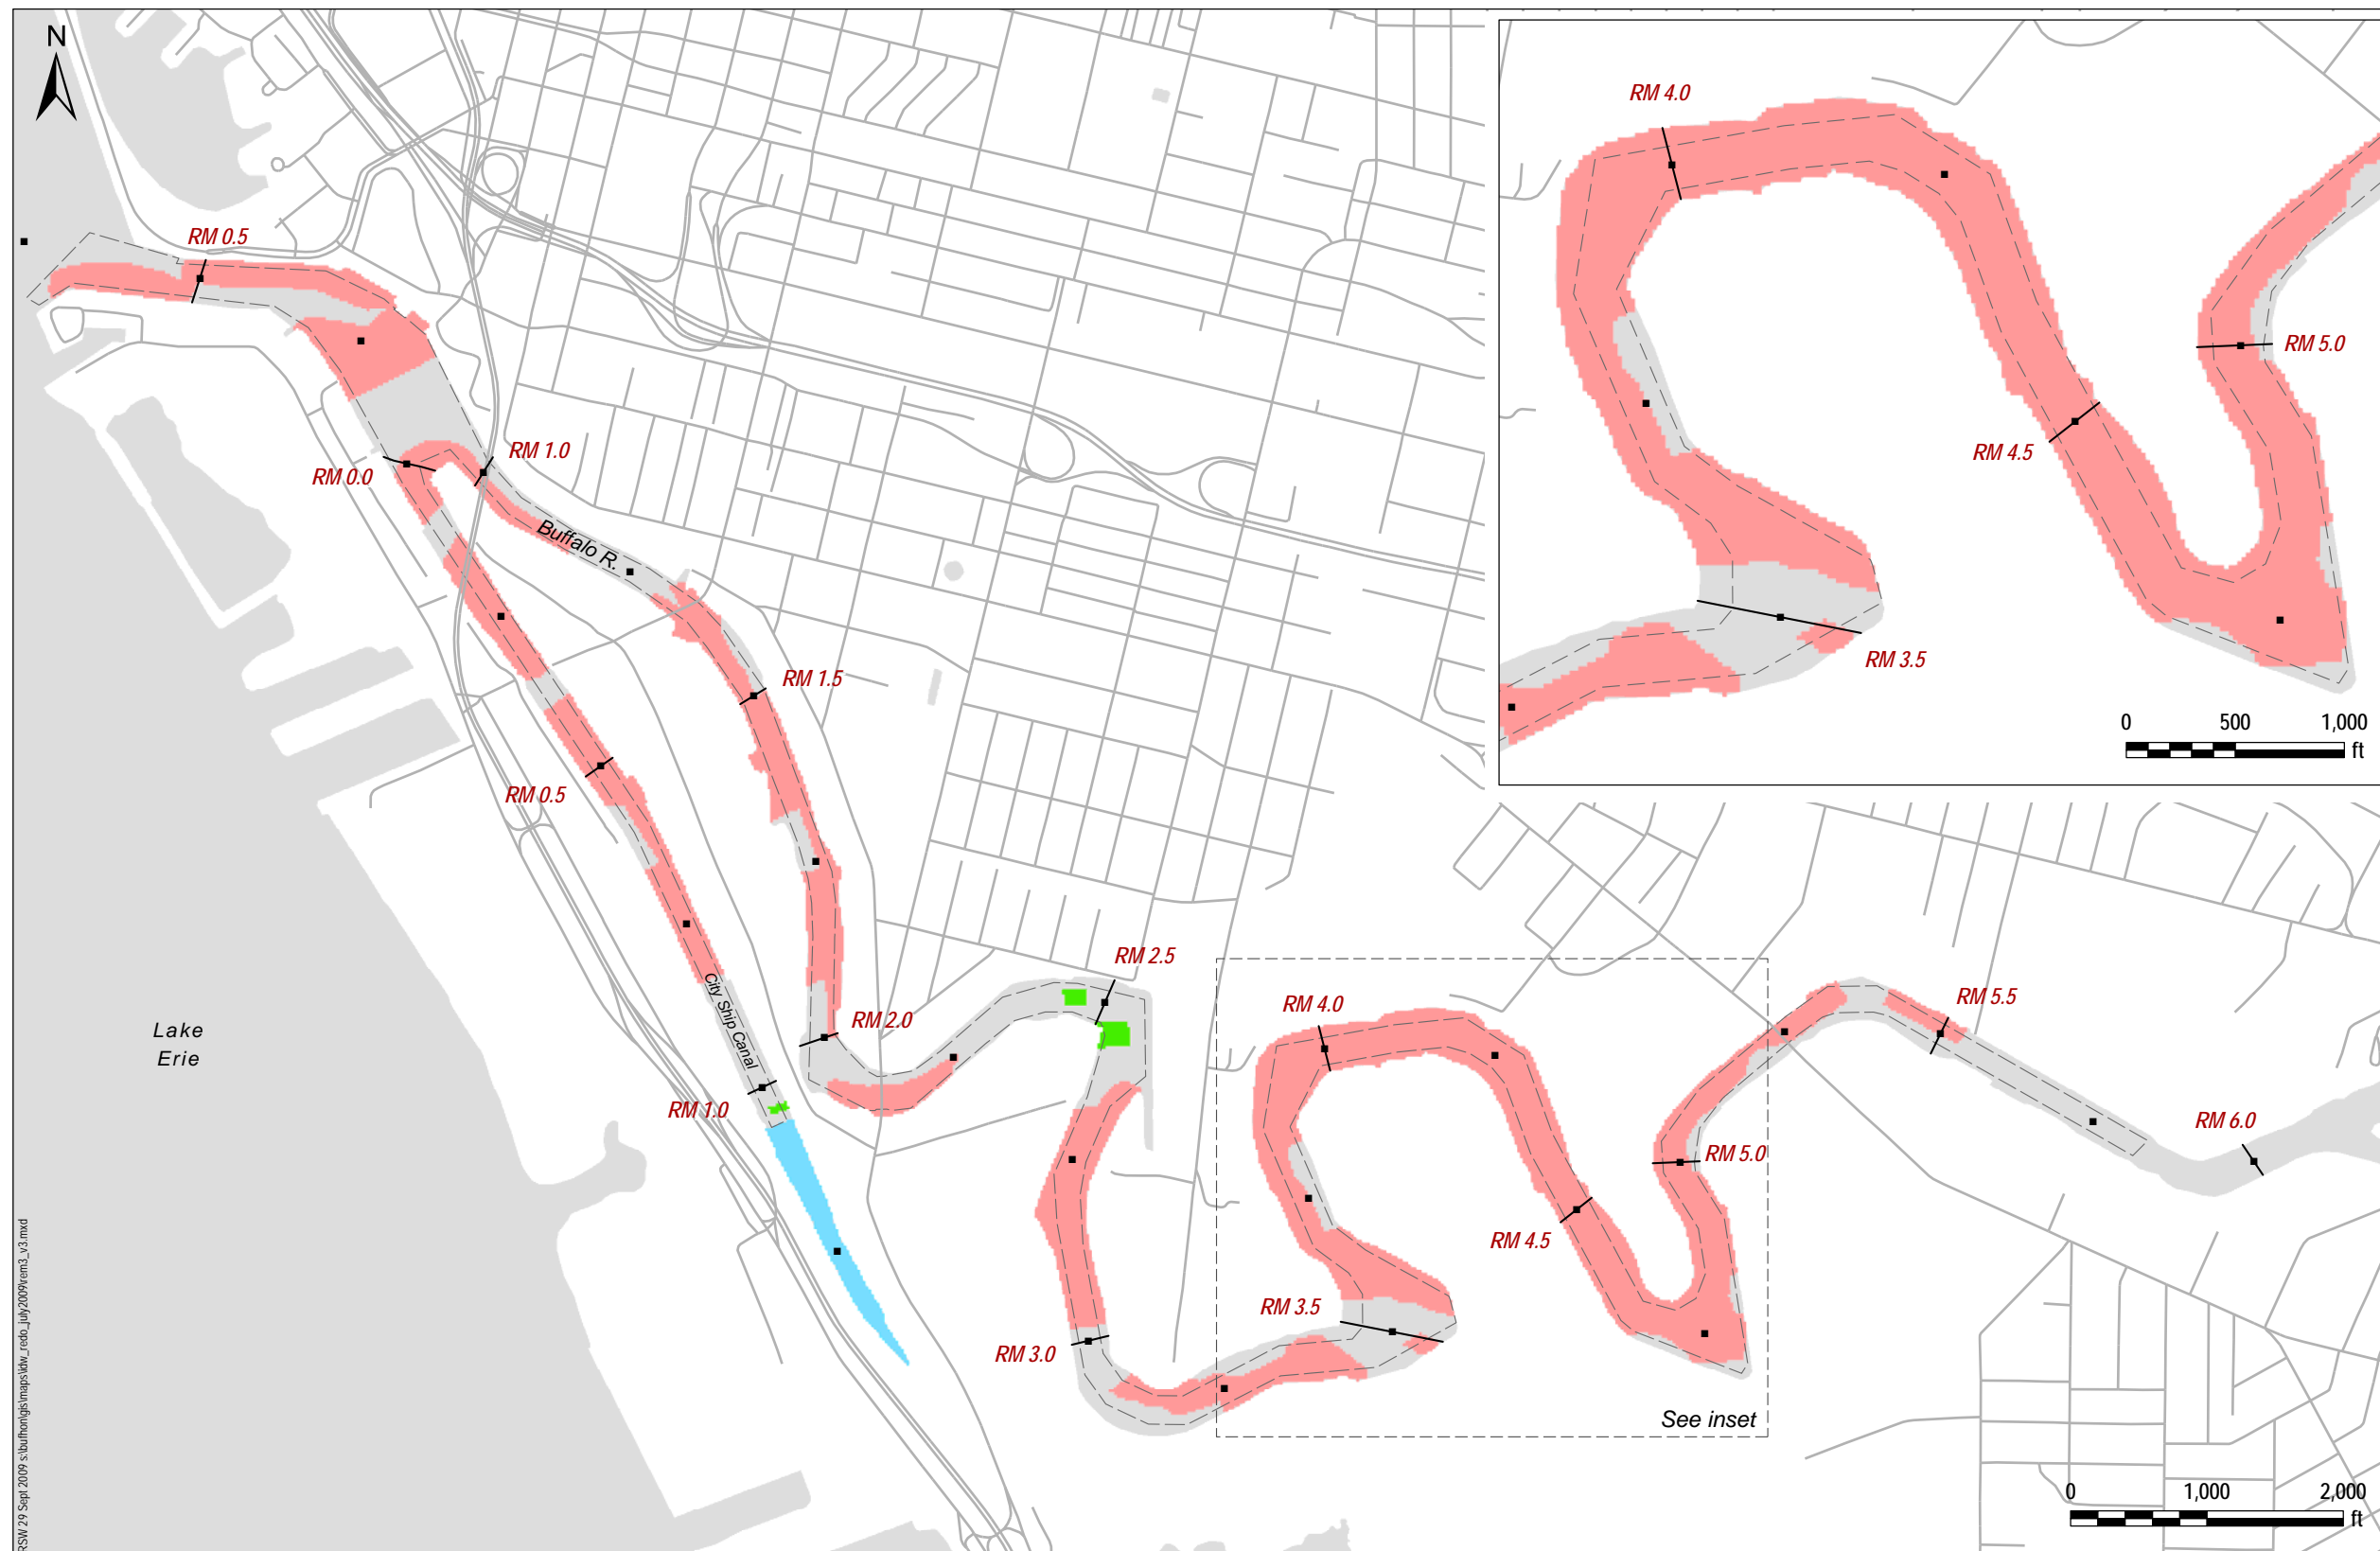 N
RM 4.0
RM 0.5
RM 5.0
RM 1.0
RM 4.5
RM 0.0
Buffalo R.
RM 3.5
RM 1.5
0 500 1,000
ft
RM 0.5
RM 2.5
City Ship Canal
RM 4.0
RM 5.5
RM 2.0
Lake
Erie
RM 1.0
RM 6.0
RM 5.0
RM 4.5
RM 3.5
RM 3.0
See inset
0 1,000 2,000
ft